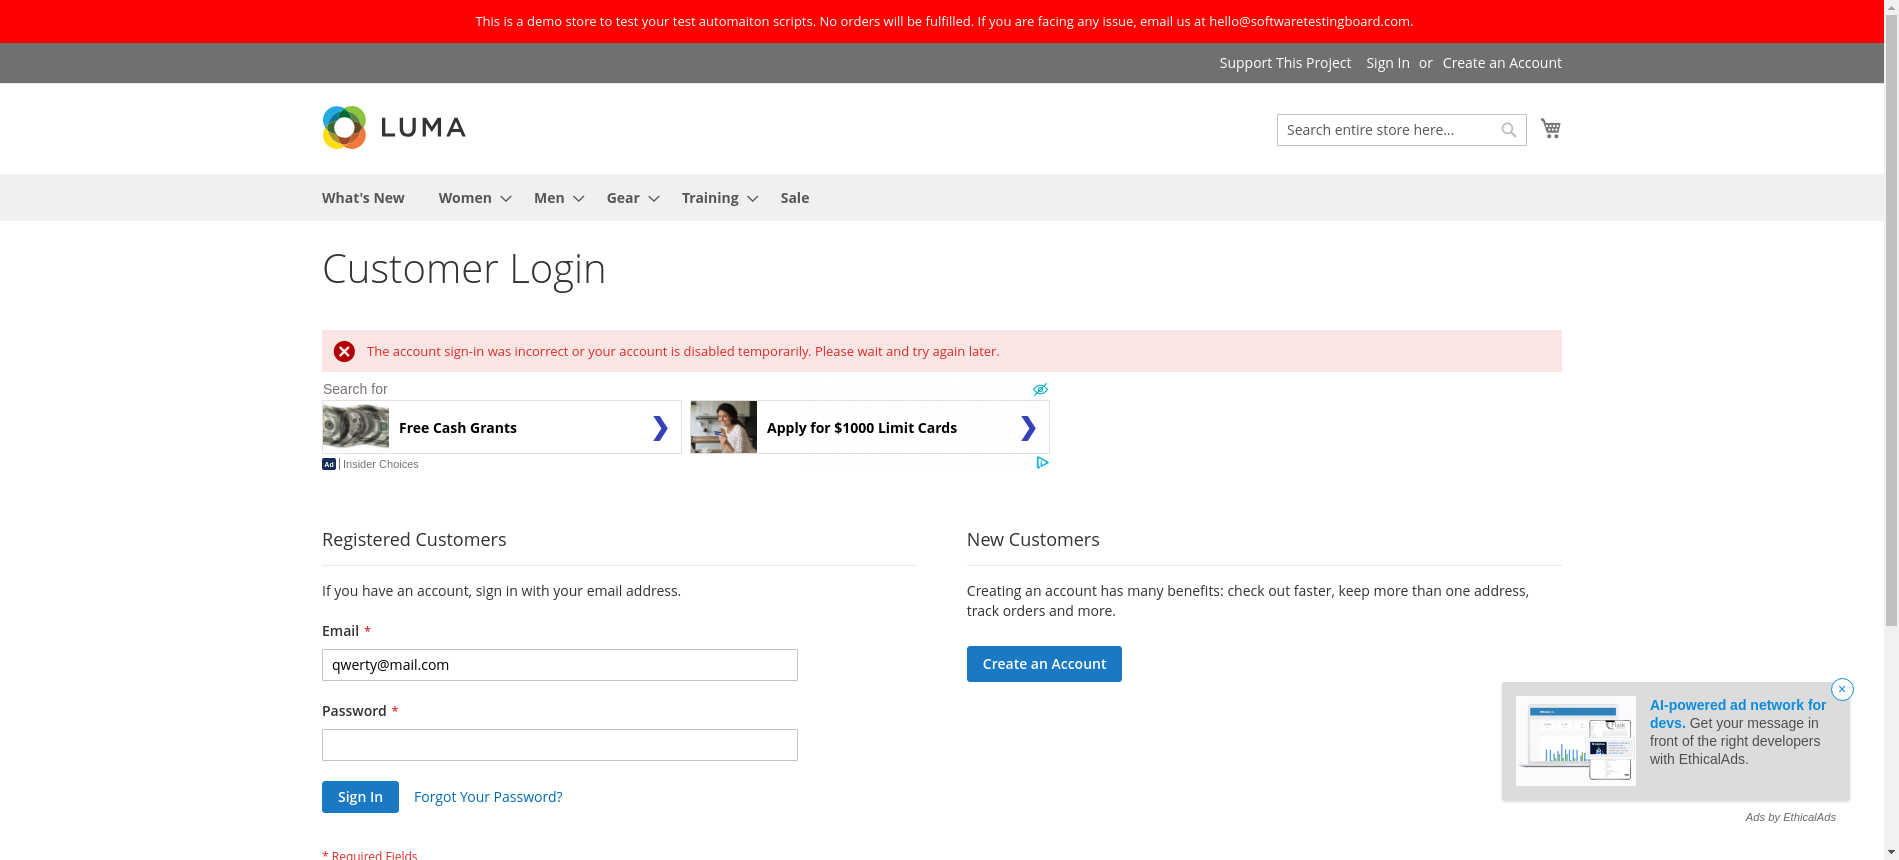 This is a demo store to test your test automaiton scripts. No orders will be fulfilled. If you are facing any issue, email us at hello@softwaretestingboard.com.
Support This Project Sign In or Create an Account
LUMA
Search entire store here...
What's New Women Men Gear Training Sale
Customer Login
The account sign-in was incorrect or your account is disabled temporarily. Please wait and try again later.
Search for
Free Cash Grants
Apply for $1000 Limit Cards
Ad Insider Choices
Registered Customers
If you have an account, sign in with your email address.
Email *
qwerty@mail.com
Password *
Sign In Forgot Your Password?
* Required Fields
New Customers
Creating an account has many benefits: check out faster, keep more than one address,
track orders and more.
Create an Account
AI-powered ad network for
devs. Get your message in
front of the right developers
with EthicalAds.
Ads by EthicalAds